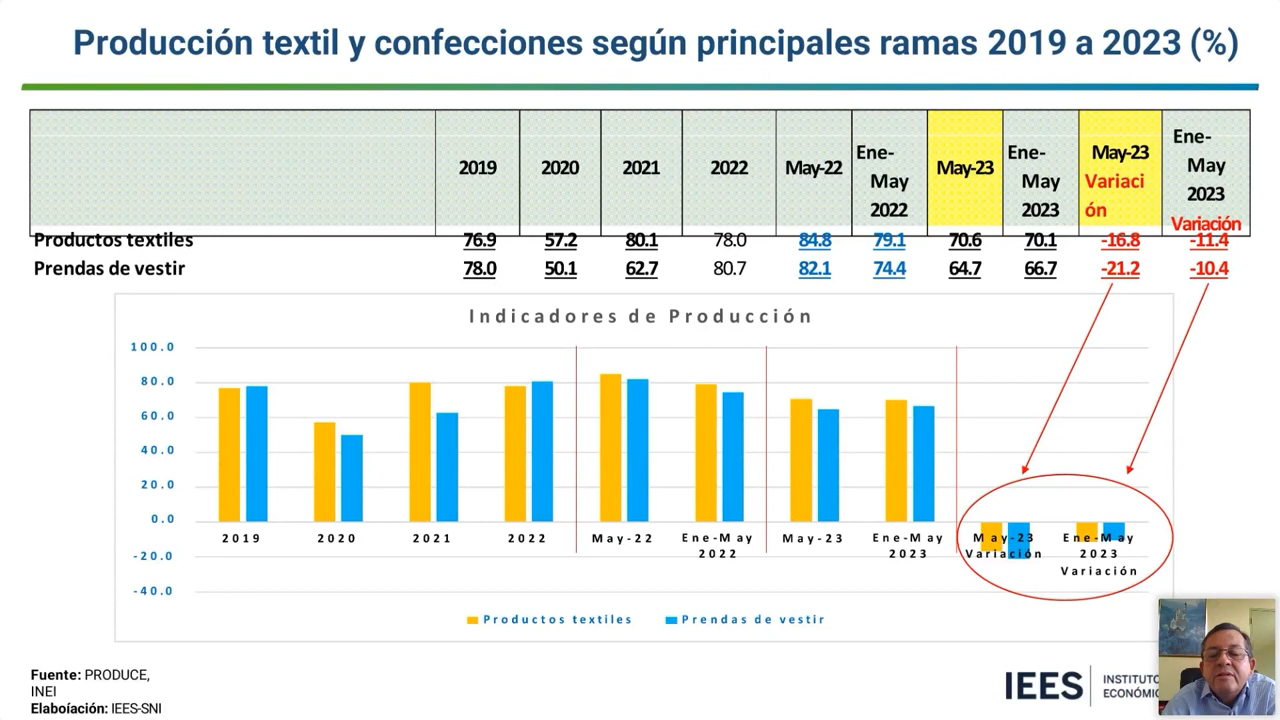 Producción textil y confecciones según principales ramas 2019 a 2023 (%)
2019 2020 2021 2022 May-22 Ene-May 2022 May-23 Ene-May 2023 May-23 Variación Ene-May 2023 Variación
Productos textiles 76.9 57.2 80.1 78.0 84.8 79.1 70.6 70.1 -16.8 -11.4
Prendas de vestir 78.0 50.1 62.7 80.7 82.1 74.4 64.7 66.7 -21.2 -10.4
Indicadores de Producción
100.0
80.0
60.0
40.0
20.0
0.0
-20.0
-40.0
2019 2020 2021 2022 May-22 Ene-May 2022 May-23 Ene-May 2023 May-23 Variación Ene-May 2023 Variación
Productos textiles Prendas de vestir
Fuente: PRODUCE,
INEI
Elaboíación: IEES-SNI
IEES
INSTITUTO